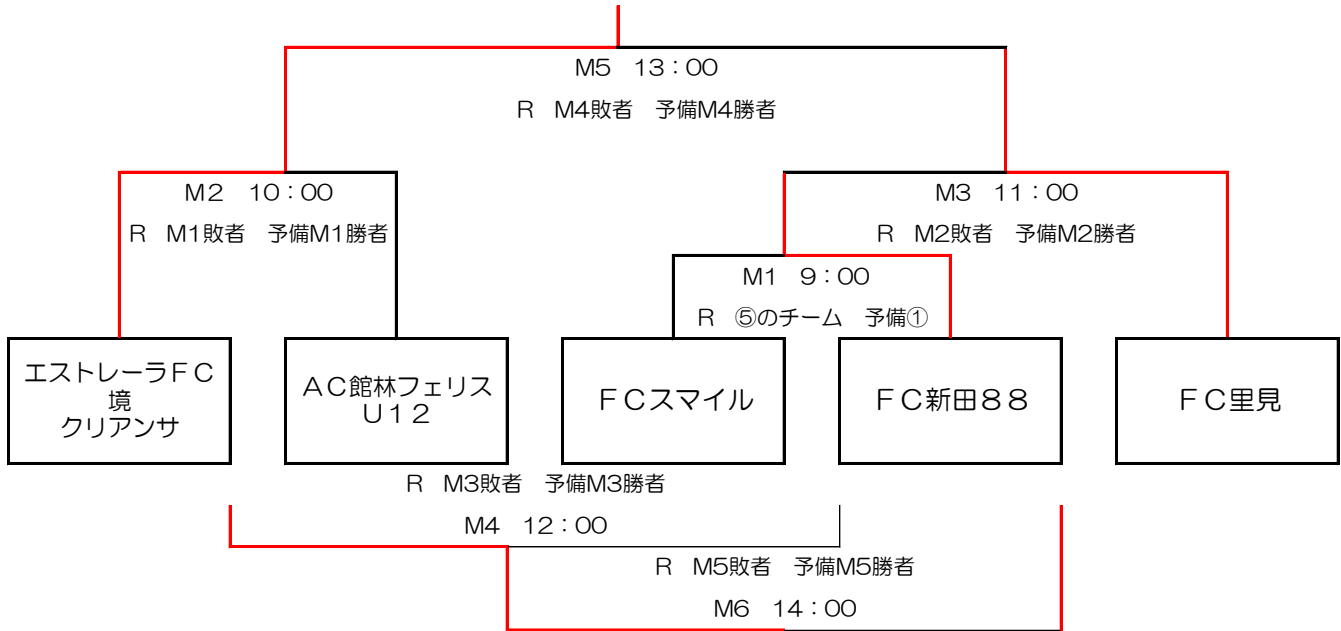 M5 13：00
R M4敗者 予備M4勝者
M2 10：00
R M1敗者 予備M1勝者
M3 11：00
R M2敗者 予備M2勝者
M1 9：00
R ⑤のチーム 予備①
エストレーラＦＣ
境
クリアンサ
ＡＣ館林フェリス
Ｕ１２
ＦＣスマイル
ＦＣ新田８８
ＦＣ里見
R M3敗者 予備M3勝者
M4 12：00
R M5敗者 予備M5勝者
M6 14：00